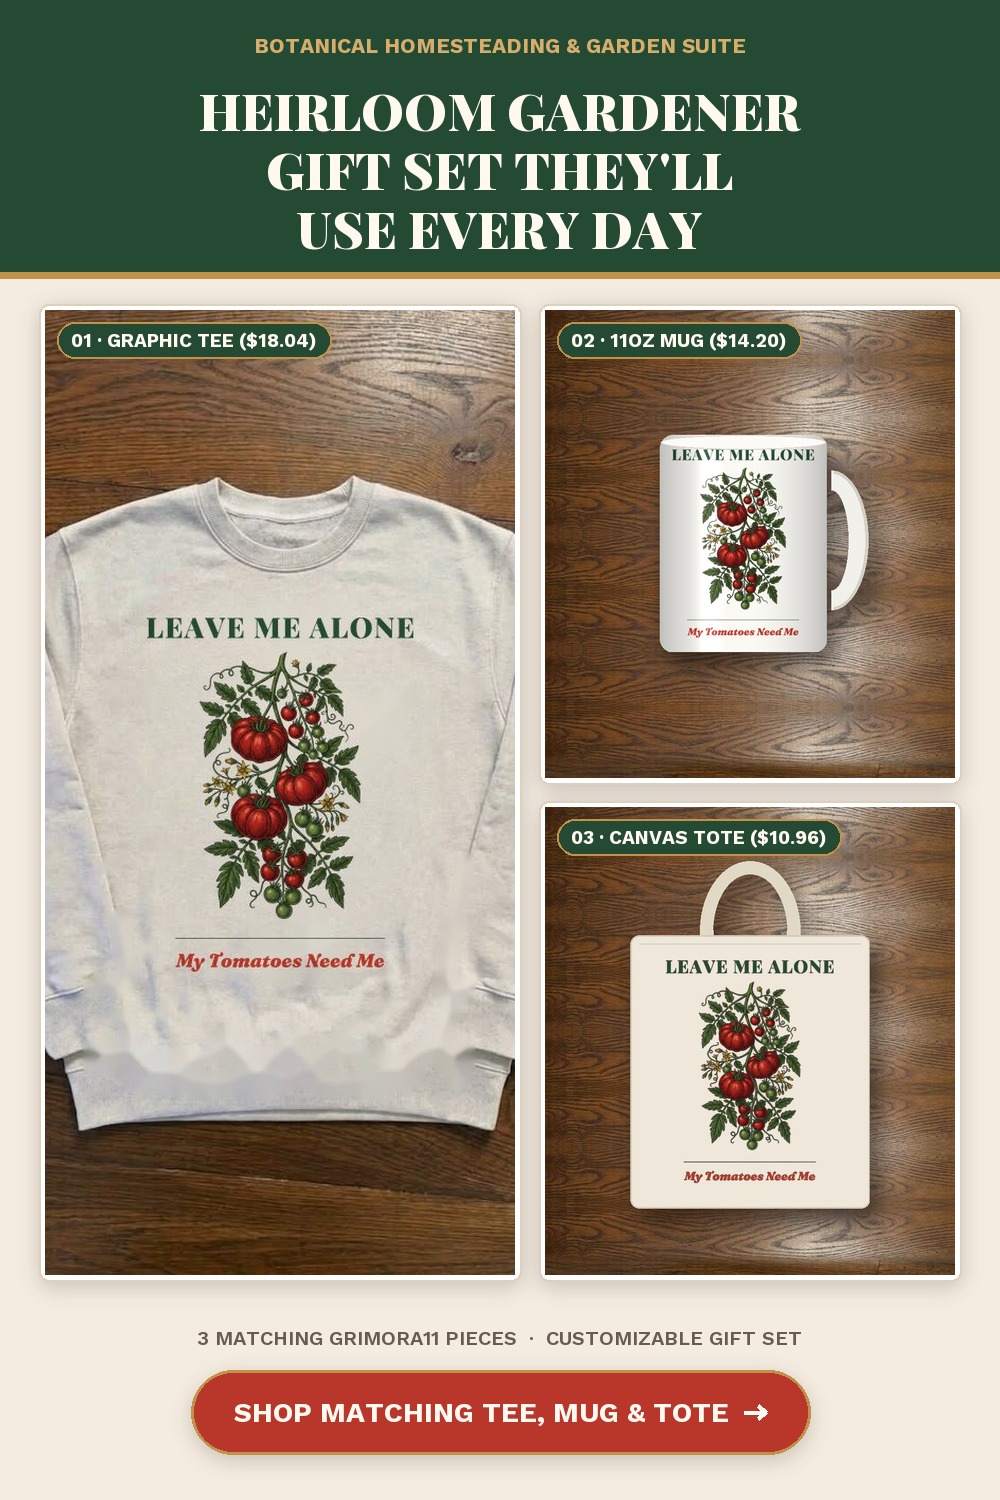 BOTANICAL HOMESTEADING & GARDEN SUITE
HEIRLOOM GARDENER
GIFT SET THEY'LL
USE EVERY DAY
01 · GRAPHIC TEE ($18.04)
LEAVE ME ALONE
My Tomatoes Need Me
02 · 11OZ MUG ($14.20)
LEAVE ME ALONE
My Tomatoes Need Me
03 · CANVAS TOTE ($10.96)
LEAVE ME ALONE
My Tomatoes Need Me
3 MATCHING GRIMORA11 PIECES · CUSTOMIZABLE GIFT SET
SHOP MATCHING TEE, MUG & TOTE →